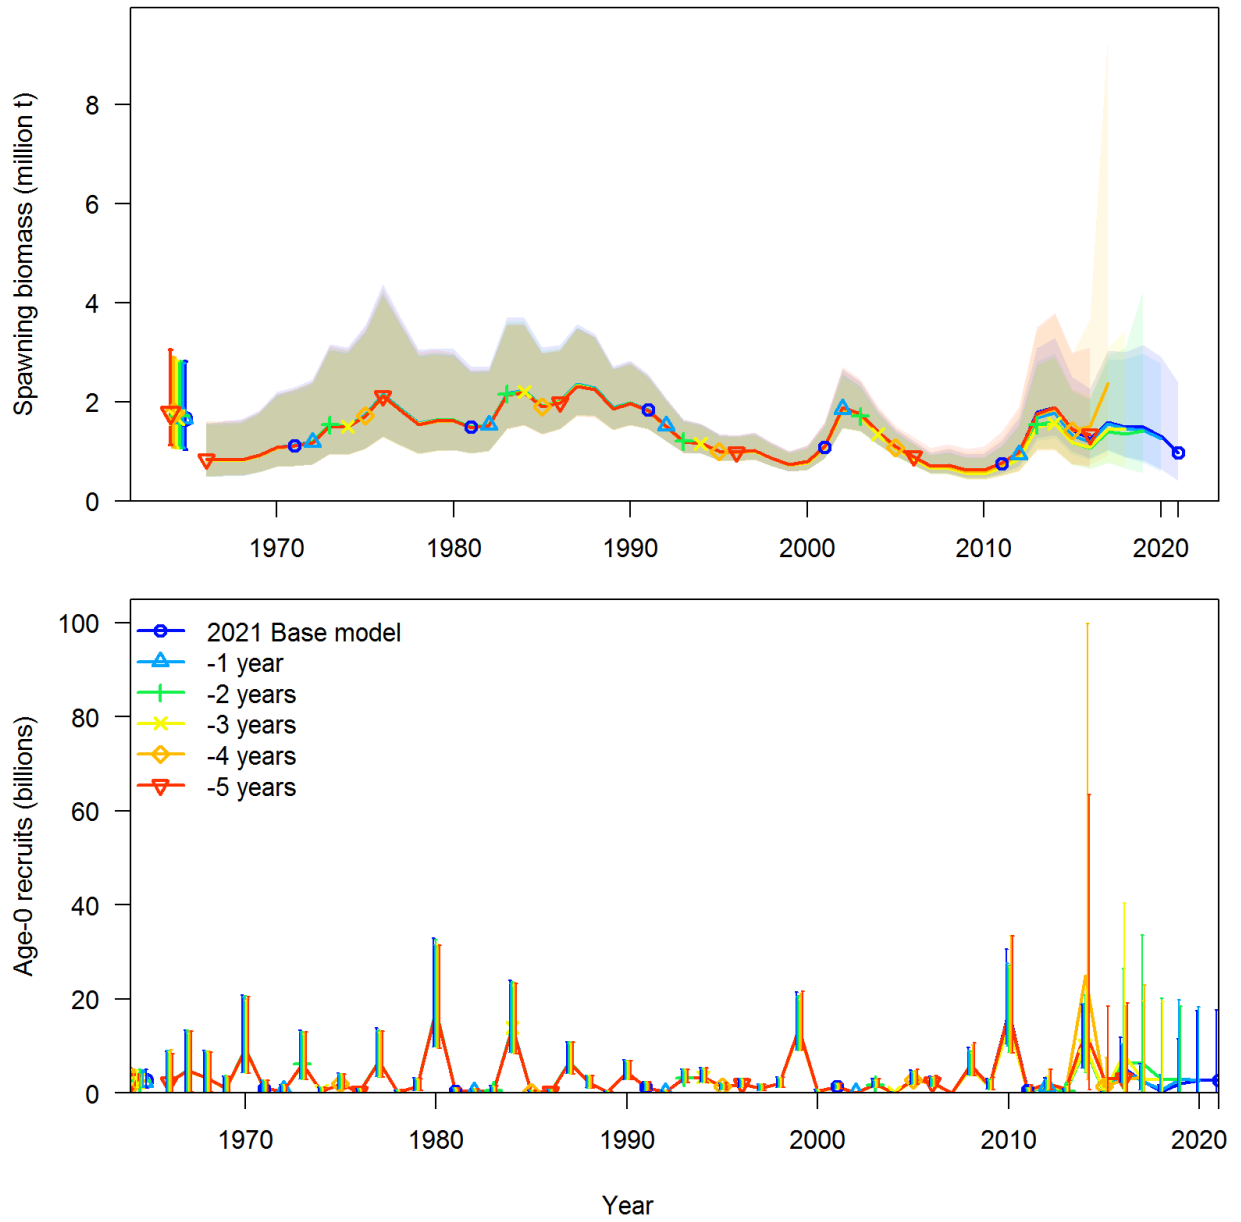 Spawning biomass (million t)
8
6
4
2
0
1970 1980 1990 2000 2010 2020
Age-0 recruits (billions)
100
80
60
40
20
0
2021 Base model
-1 year
-2 years
-3 years
-4 years
-5 years
1970 1980 1990 2000 2010 2020
Year